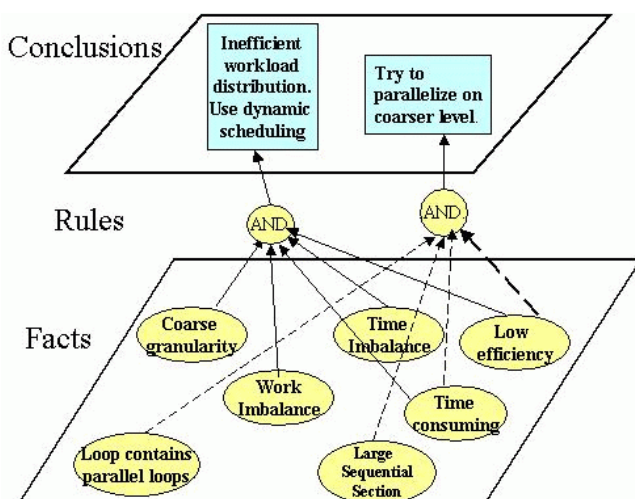 Conclusions
Inefficient
workload
distribution.
Use dynamic
scheduling
Try to
parallelize on
coarser level.
Rules
AND
AND.
Facts
Coarse
granularity
Time
Imbalance
Low
efficiency
Work
Imbalance
Time
consuming
Loop contains
parallel loops
Large
Sequential
Section